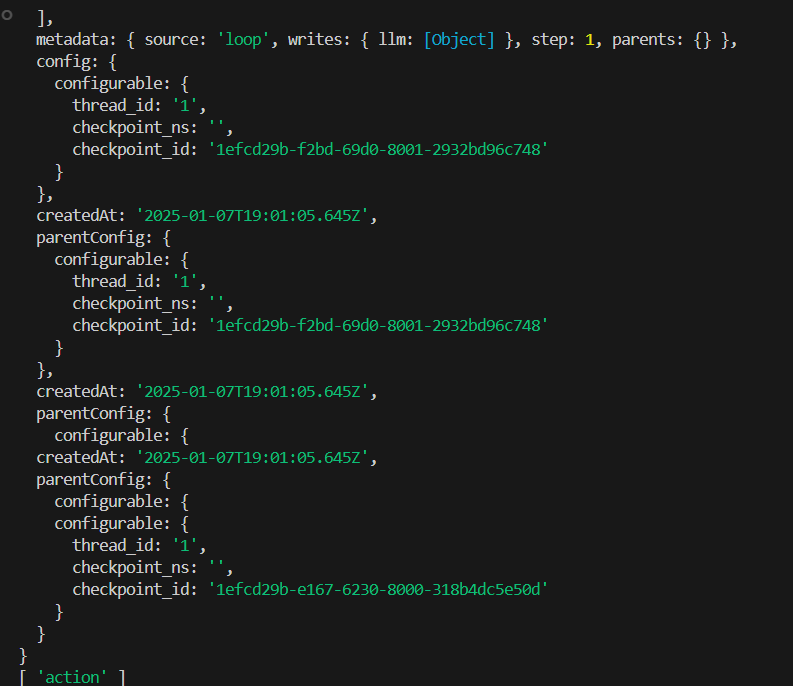 ],
metadata: { source: 'loop', writes: { llm: [Object] }, step: 1, parents: {} },
config: {
configurable: {
thread_id: '1',
checkpoint_ns: '',
checkpoint_id: '1efcd29b-f2bd-69d0-8001-2932bd96c748'
}
},
createdAt: '2025-01-07T19:01:05.645Z',
parentConfig: {
configurable: {
thread_id: '1',
checkpoint_ns: '',
checkpoint_id: '1efcd29b-f2bd-69d0-8001-2932bd96c748'
}
},
createdAt: '2025-01-07T19:01:05.645Z',
parentConfig: {
configurable: {
createdAt: '2025-01-07T19:01:05.645Z',
parentConfig: {
configurable: {
configurable: {
thread_id: '1',
checkpoint_ns: '',
checkpoint_id: '1efcd29b-e167-6230-8000-318b4dc5e50d'
}
}
}
[ 'action' ]